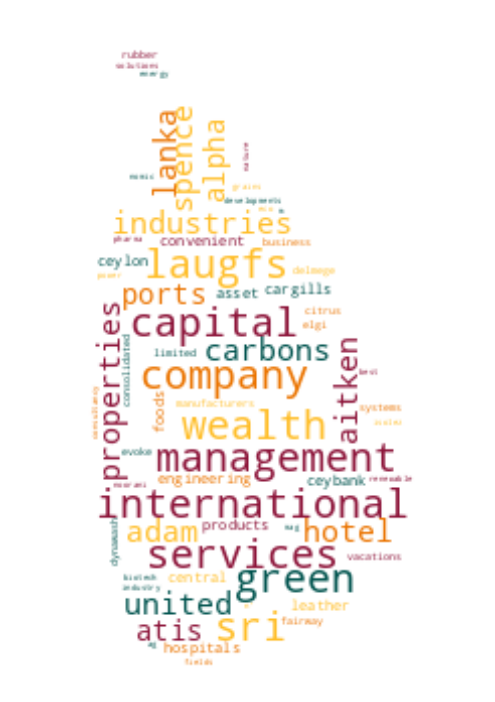 rubber
solutions
energy
lanka
spence
alpha
nature
grains
developments
industries
pharma
convenient
business
ceylon
laugfs
delmege
power
ports
asset
cargills
capital
citrus
elgi
properties
consolidated
limited
carbons
aitken
company
best
consultancy
foods
manufacturers
systems
wealth
evoke
management
engineering
ceybank
renewable
international
adam
products
hotel
dynawash
services
vacations
biotech
central
green
industry
united
leather
atis
sri
fairway
hospitals
fields